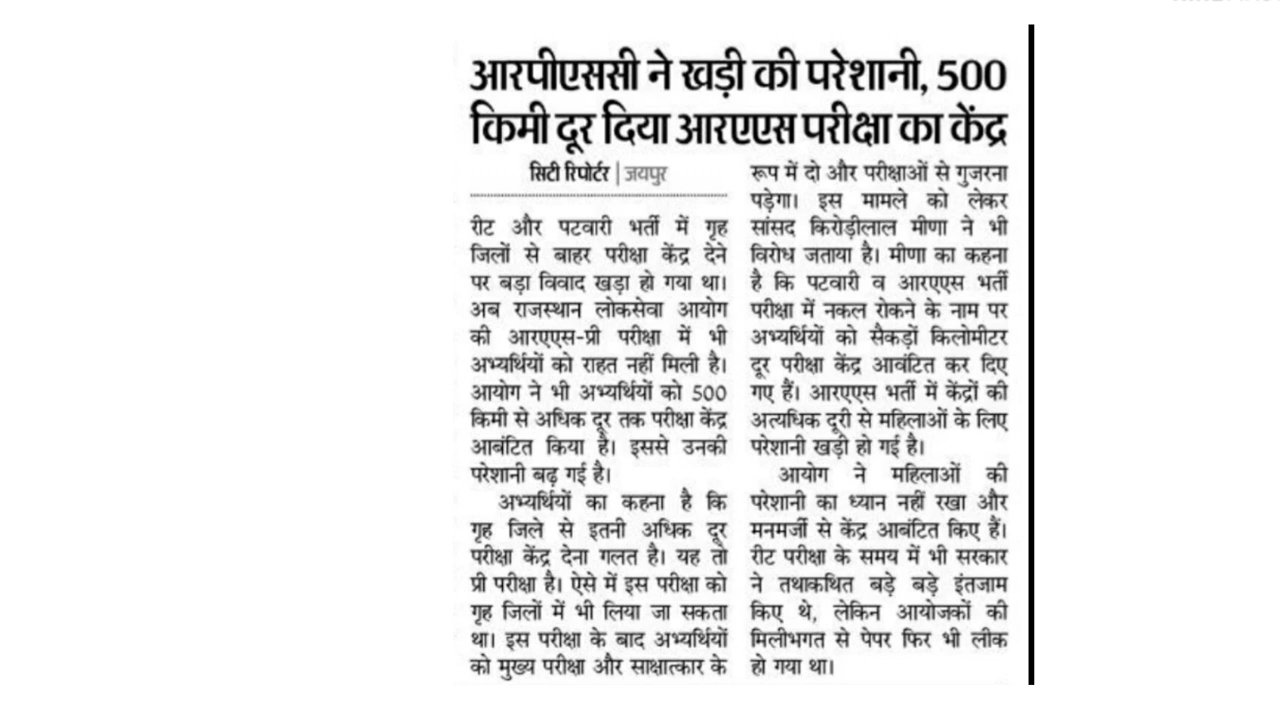 आरपीएससी ने खड़ी की परेशानी, 500
किमी दूर दिया आरएएस परीक्षा का केंद्र
सिटी रिपोर्टर | जयपुर
रीट और पटवारी भर्ती में गृह
जिलों से बाहर परीक्षा केंद्र देने
पर बड़ा विवाद खड़ा हो गया था।
अब राजस्थान लोकसेवा आयोग
की आरएएस-प्री परीक्षा में भी
अभ्यर्थियों को राहत नहीं मिली है।
आयोग ने भी अभ्यर्थियों को 500
किमी से अधिक दूर तक परीक्षा केंद्र
आबंटित किया है। इससे उनकी
परेशानी बढ़ गई है।
अभ्यर्थियों का कहना है कि
गृह जिले से इतनी अधिक दूर
परीक्षा केंद्र देना गलत है। यह तो
प्री परीक्षा है। ऐसे में इस परीक्षा को
गृह जिलों में भी लिया जा सकता
था। इस परीक्षा के बाद अभ्यर्थियों
को मुख्य परीक्षा और साक्षात्कार के
रूप में दो और परीक्षाओं से गुजरना
पड़ेगा। इस मामले को लेकर
सांसद किरोड़ीलाल मीणा ने भी
विरोध जताया है। मीणा का कहना
है कि पटवारी व आरएएस भर्ती
परीक्षा में नकल रोकने के नाम पर
अभ्यर्थियों को सैकड़ों किलोमीटर
दूर परीक्षा केंद्र आवंटित कर दिए
गए हैं। आरएएस भर्ती में केंद्रों की
अत्यधिक दूरी से महिलाओं के लिए
परेशानी खड़ी हो गई है।
आयोग ने महिलाओं की
परेशानी का ध्यान नहीं रखा और
मनमर्जी से केंद्र आबंटित किए हैं।
रीट परीक्षा के समय में भी सरकार
ने तथाकथित बड़े बड़े इंतजाम
किए थे, लेकिन आयोजकों की
मिलीभगत से पेपर फिर भी लीक
हो गया था।